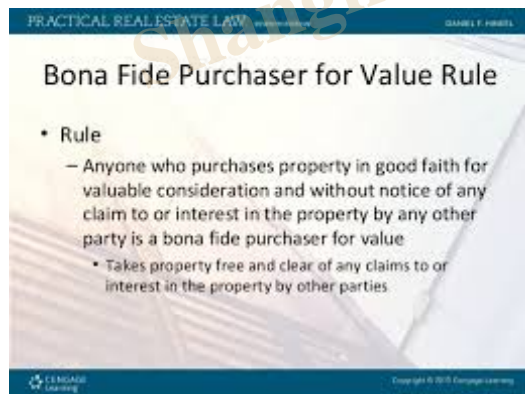 PRACTICAL REAL ESTATE LAW
DANIEL F. HINKEL
Shangh
Bona Fide Purchaser for Value Rule
• Rule
– Anyone who purchases property in good faith for
valuable consideration and without notice of any
claim to or interest in the property by any other
party is a bona fide purchaser for value
• Takes property free and clear of any claims to or
interest in the property by other parties
CENGAGE
Learning
Copyright © Cengage Learning